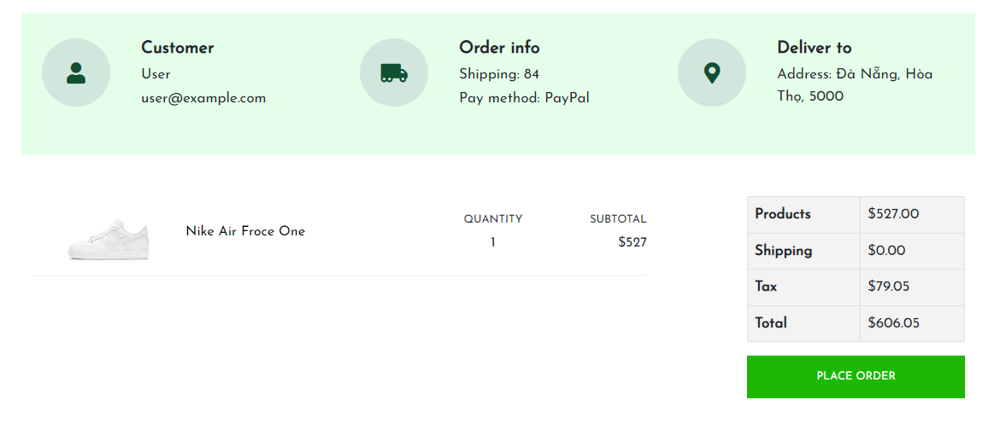 Customer
User
user@example.com
Order info
Shipping: 84
Pay method: PayPal
Deliver to
Address: Đà Nẵng, Hòa
Thọ, 5000
Nike Air Froce One
QUANTITY
1
SUBTOTAL
$527
Products $527.00
Shipping $0.00
Tax $79.05
Total $606.05
PLACE ORDER